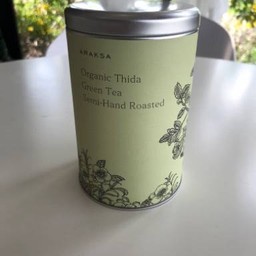 AMAKSA
Organic Thida
Green Tea
Semi-Hand Roasted